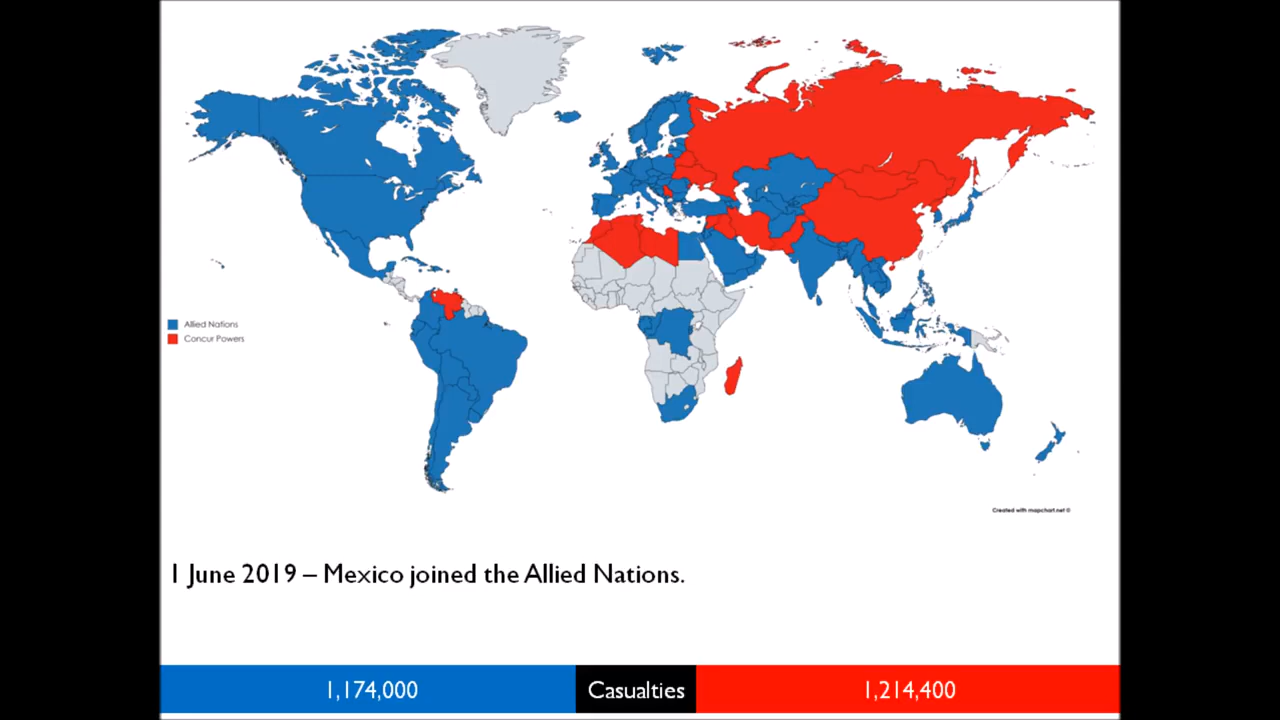 Allied Nations
Concur Powers
Created with mapchart.net ©
1 June 2019 – Mexico joined the Allied Nations.
1,174,000 Casualties 1,214,400